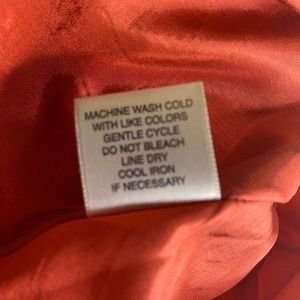 MACHINE WASH COLD
WITH LIKE COLORS
GENTLE CYCLE
DO NOT BLEACH
LINE DRY
COOL IRON
IF NECESSARY